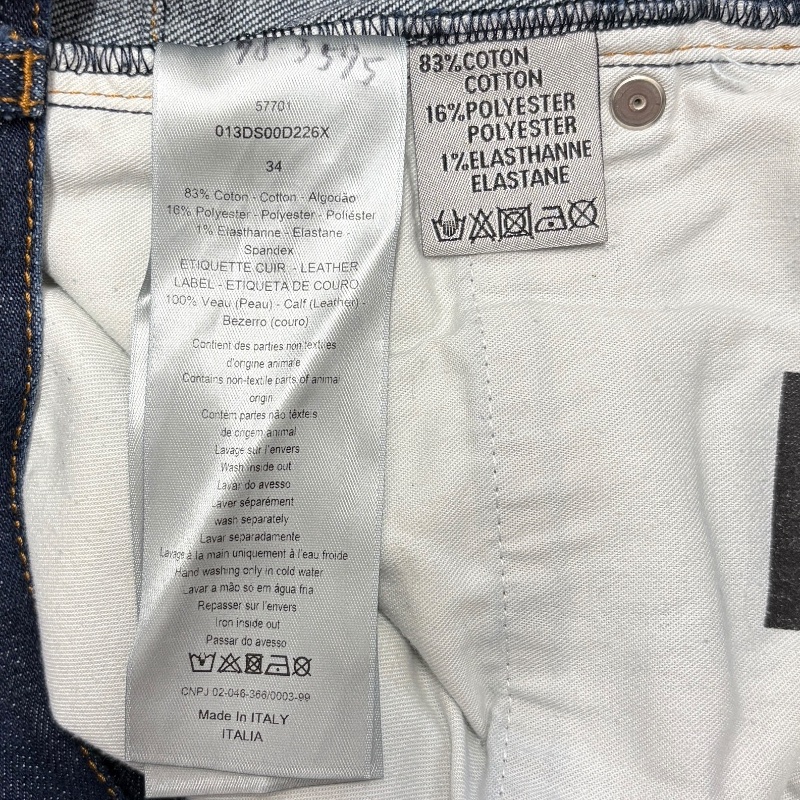 57701
013DS00D226X
34
83% Coton - Cotton - Algodão
16% Polyester - Polyester - Poliéster
1% Elasthanne - Elastane -
Spandex
ETIQUETTE CUIR - LEATHER
LABEL - ETIQUETA DE COURO
100% Veau (Peau) - Calf (Leather) -
Bezerro (couro)
Contient des parties non textiles
d'origine animale
Contains non-textile parts of animal
origin
Contém partes não têxteis
de origem animal
Lavage sur l'envers
Wash inside out
Lavar do avesso
Laver séparément
wash separately
Lavar separadamente
Lavage à la main uniquement à l'eau froide
Hand washing only in cold water
Lavar a mão so em água fria
Repasser sur l'envers
Iron inside out
Passar do avesso
CNPJ 02-046-366/0003-99
Made In ITALY
ITALIA
83%COTON
COTTON
16%POLYESTER
POLYESTER
1%ELASTHANNE
ELASTANE